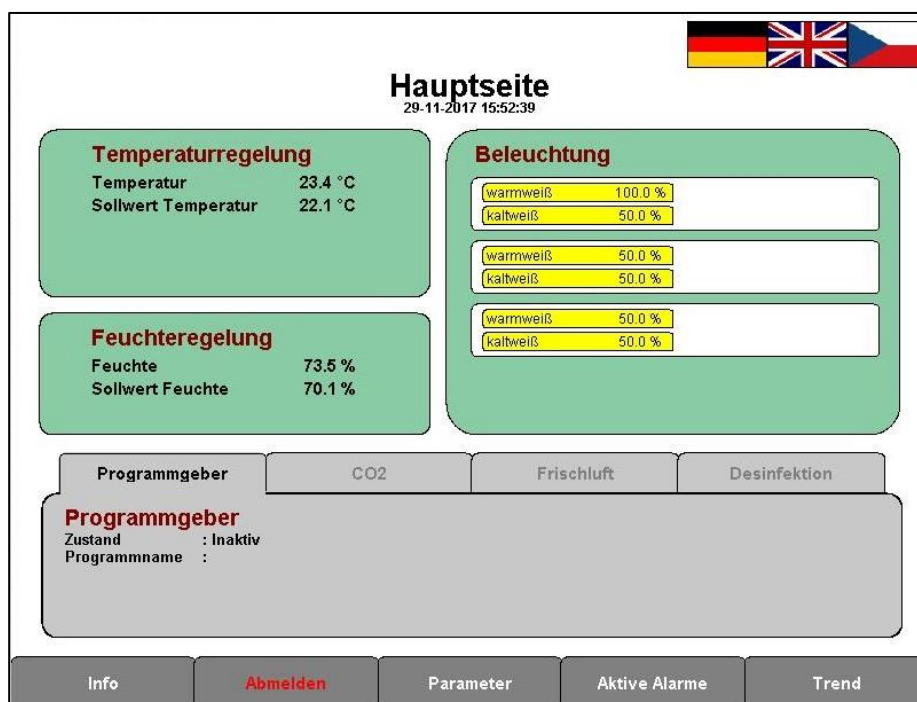 Hauptseite
29-11-2017 15:52:39
Temperaturregelung
Temperatur 23.4 °C
Sollwert Temperatur 22.1 °C
Feuchteregelung
Feuchte 73.5 %
Sollwert Feuchte 70.1 %
Beleuchtung
warmweiß 100.0 %
kaltweiß 50.0 %
warmweiß 50.0 %
kaltweiß 50.0 %
warmweiß 50.0 %
kaltweiß 50.0 %
Programmgeber CO2 Frischluft Desinfektion
Programmgeber
Zustand : Inaktiv
Programmname :
Info Abmelden Parameter Aktive Alarme Trend